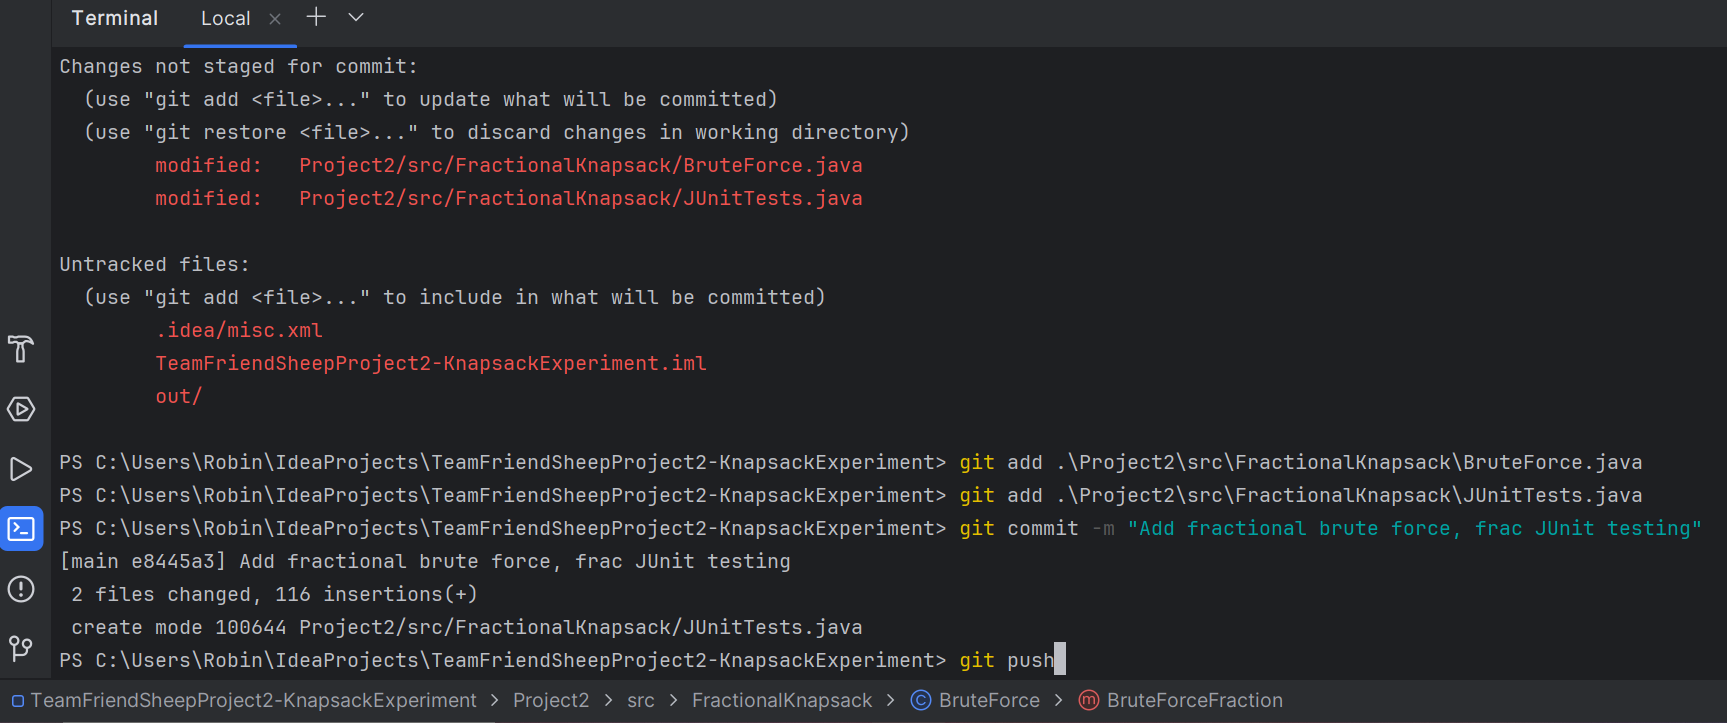 Terminal Local
Changes not staged for commit:
(use "git add <file>..." to update what will be committed)
(use "git restore <file>..." to discard changes in working directory)
modified: Project2/src/FractionalKnapsack/BruteForce.java
modified: Project2/src/FractionalKnapsack/JUnitTests.java
Untracked files:
(use "git add <file>..." to include in what will be committed)
.idea/misc.xml
TeamFriendSheepProject2-KnapsackExperiment.iml
out/
PS C:\Users\Robin\IdeaProjects\TeamFriendSheepProject2-KnapsackExperiment> git add .\Project2\src\FractionalKnapsack\BruteForce.java
PS C:\Users\Robin\IdeaProjects\TeamFriendSheepProject2-KnapsackExperiment> git add .\Project2\src\FractionalKnapsack\JUnitTests.java
PS C:\Users\Robin\IdeaProjects\TeamFriendSheepProject2-KnapsackExperiment> git commit -m "Add fractional brute force, frac JUnit testing"
[main e8445a3] Add fractional brute force, frac JUnit testing
2 files changed, 116 insertions(+)
create mode 100644 Project2/src/FractionalKnapsack/JUnitTests.java
PS C:\Users\Robin\IdeaProjects\TeamFriendSheepProject2-KnapsackExperiment> git push
TeamFriendSheepProject2-KnapsackExperiment > Project2 > src > FractionalKnapsack > C BruteForce > m BruteForceFraction